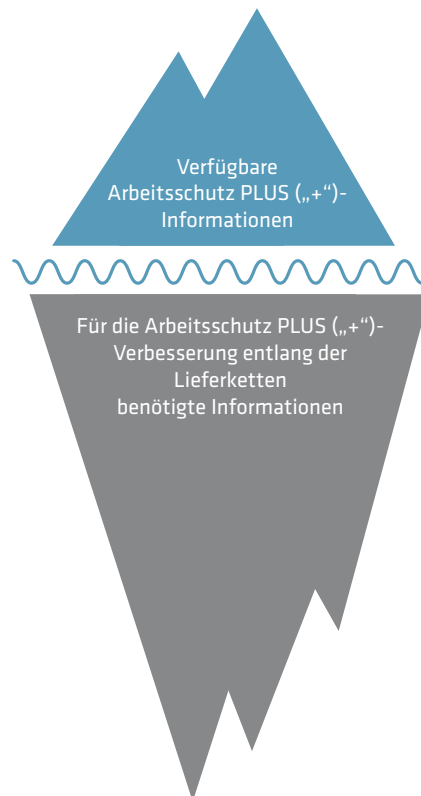 Verfügbare
Arbeitsschutz PLUS („+“)-
Informationen
Für die Arbeitsschutz PLUS („+“)-
Verbesserung entlang der
Lieferketten
benötigte Informationen